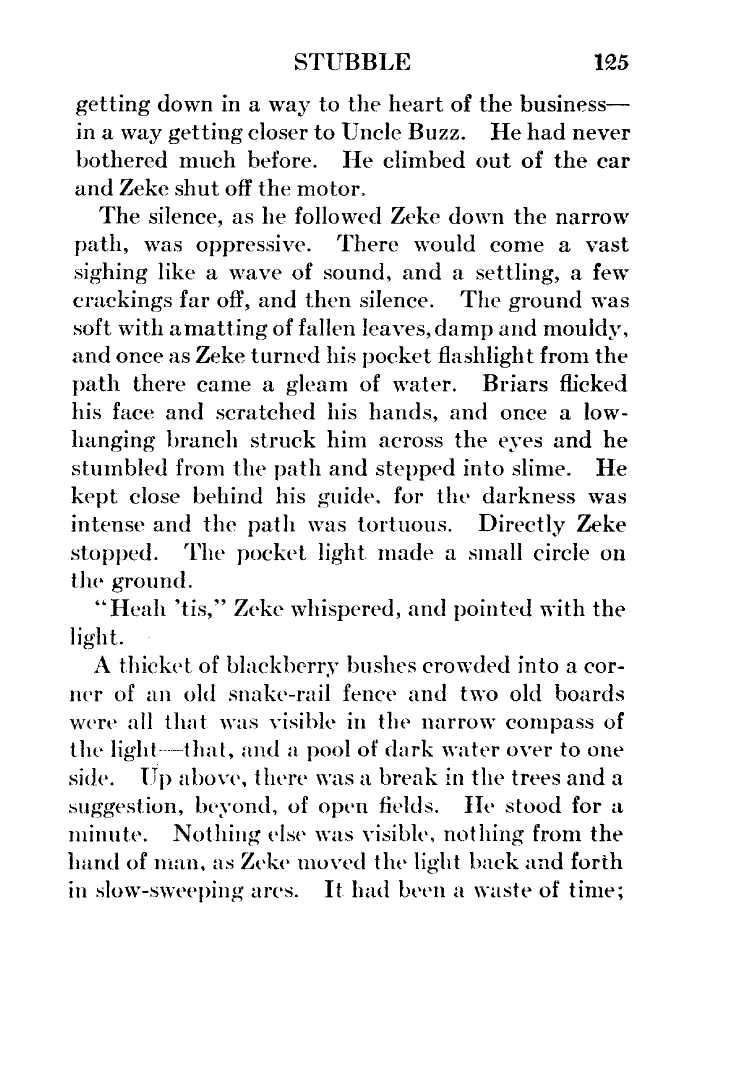 STUBBLE 125
getting down in a way to the heart of the business—
in a way getting closer to Uncle Buzz. He had never
bothered much before. He climbed out of the car
and Zeke shut off the motor.
The silence, as he followed Zeke down the narrow
path, was oppressive. There would come a vast
sighing like a wave of sound, and a settling, a few
crackings far off, and then silence. The ground was
soft with a matting of fallen leaves, damp and mouldy,
and once as Zeke turned his pocket flashlight from the
path there came a gleam of water. Briars flicked
his face and scratched his hands, and once a low-
hanging branch struck him across the eyes and he
stumbled from the path and stepped into slime. He
kept close behind his guide, for the darkness was
intense and the path was tortuous. Directly Zeke
stopped. The pocket light made a small circle on
the ground.
“Heah ’tis,” Zeke whispered, and pointed with the
light.
A thicket of blackberry bushes crowded into a cor-
ner of an old snake-rail fence and two old boards
were all that was visible in the narrow compass of
the light—that, and a pool of dark water over to one
side. Up above, there was a break in the trees and a
suggestion, beyond, of open fields. He stood for a
minute. Nothing else was visible, nothing from the
hand of man, as Zeke moved the light back and forth
in slow-sweeping arcs. It had been a waste of time;